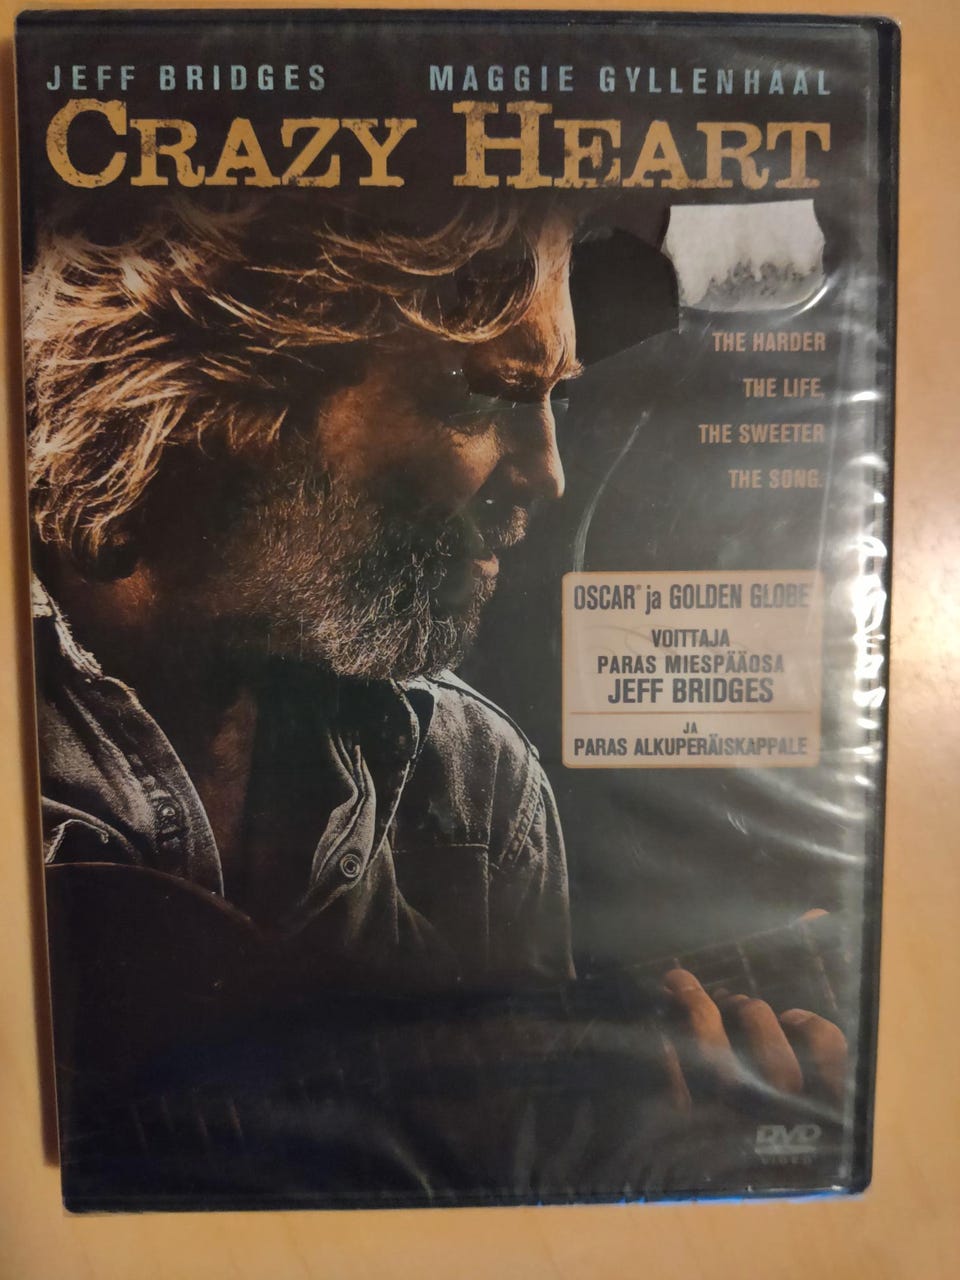 JEFF BRIDGES MAGGIE GYLLENHAAL
CRAZY HEART
THE HARDER
THE LIFE,
THE SWEETER
THE SONG.
OSCAR® ja GOLDEN GLOBE
VOITTAJA
PARAS MIESPÄÄOSA
JEFF BRIDGES
JA
PARAS ALKUPERÄISKAPPALE
DVD
VIDEO